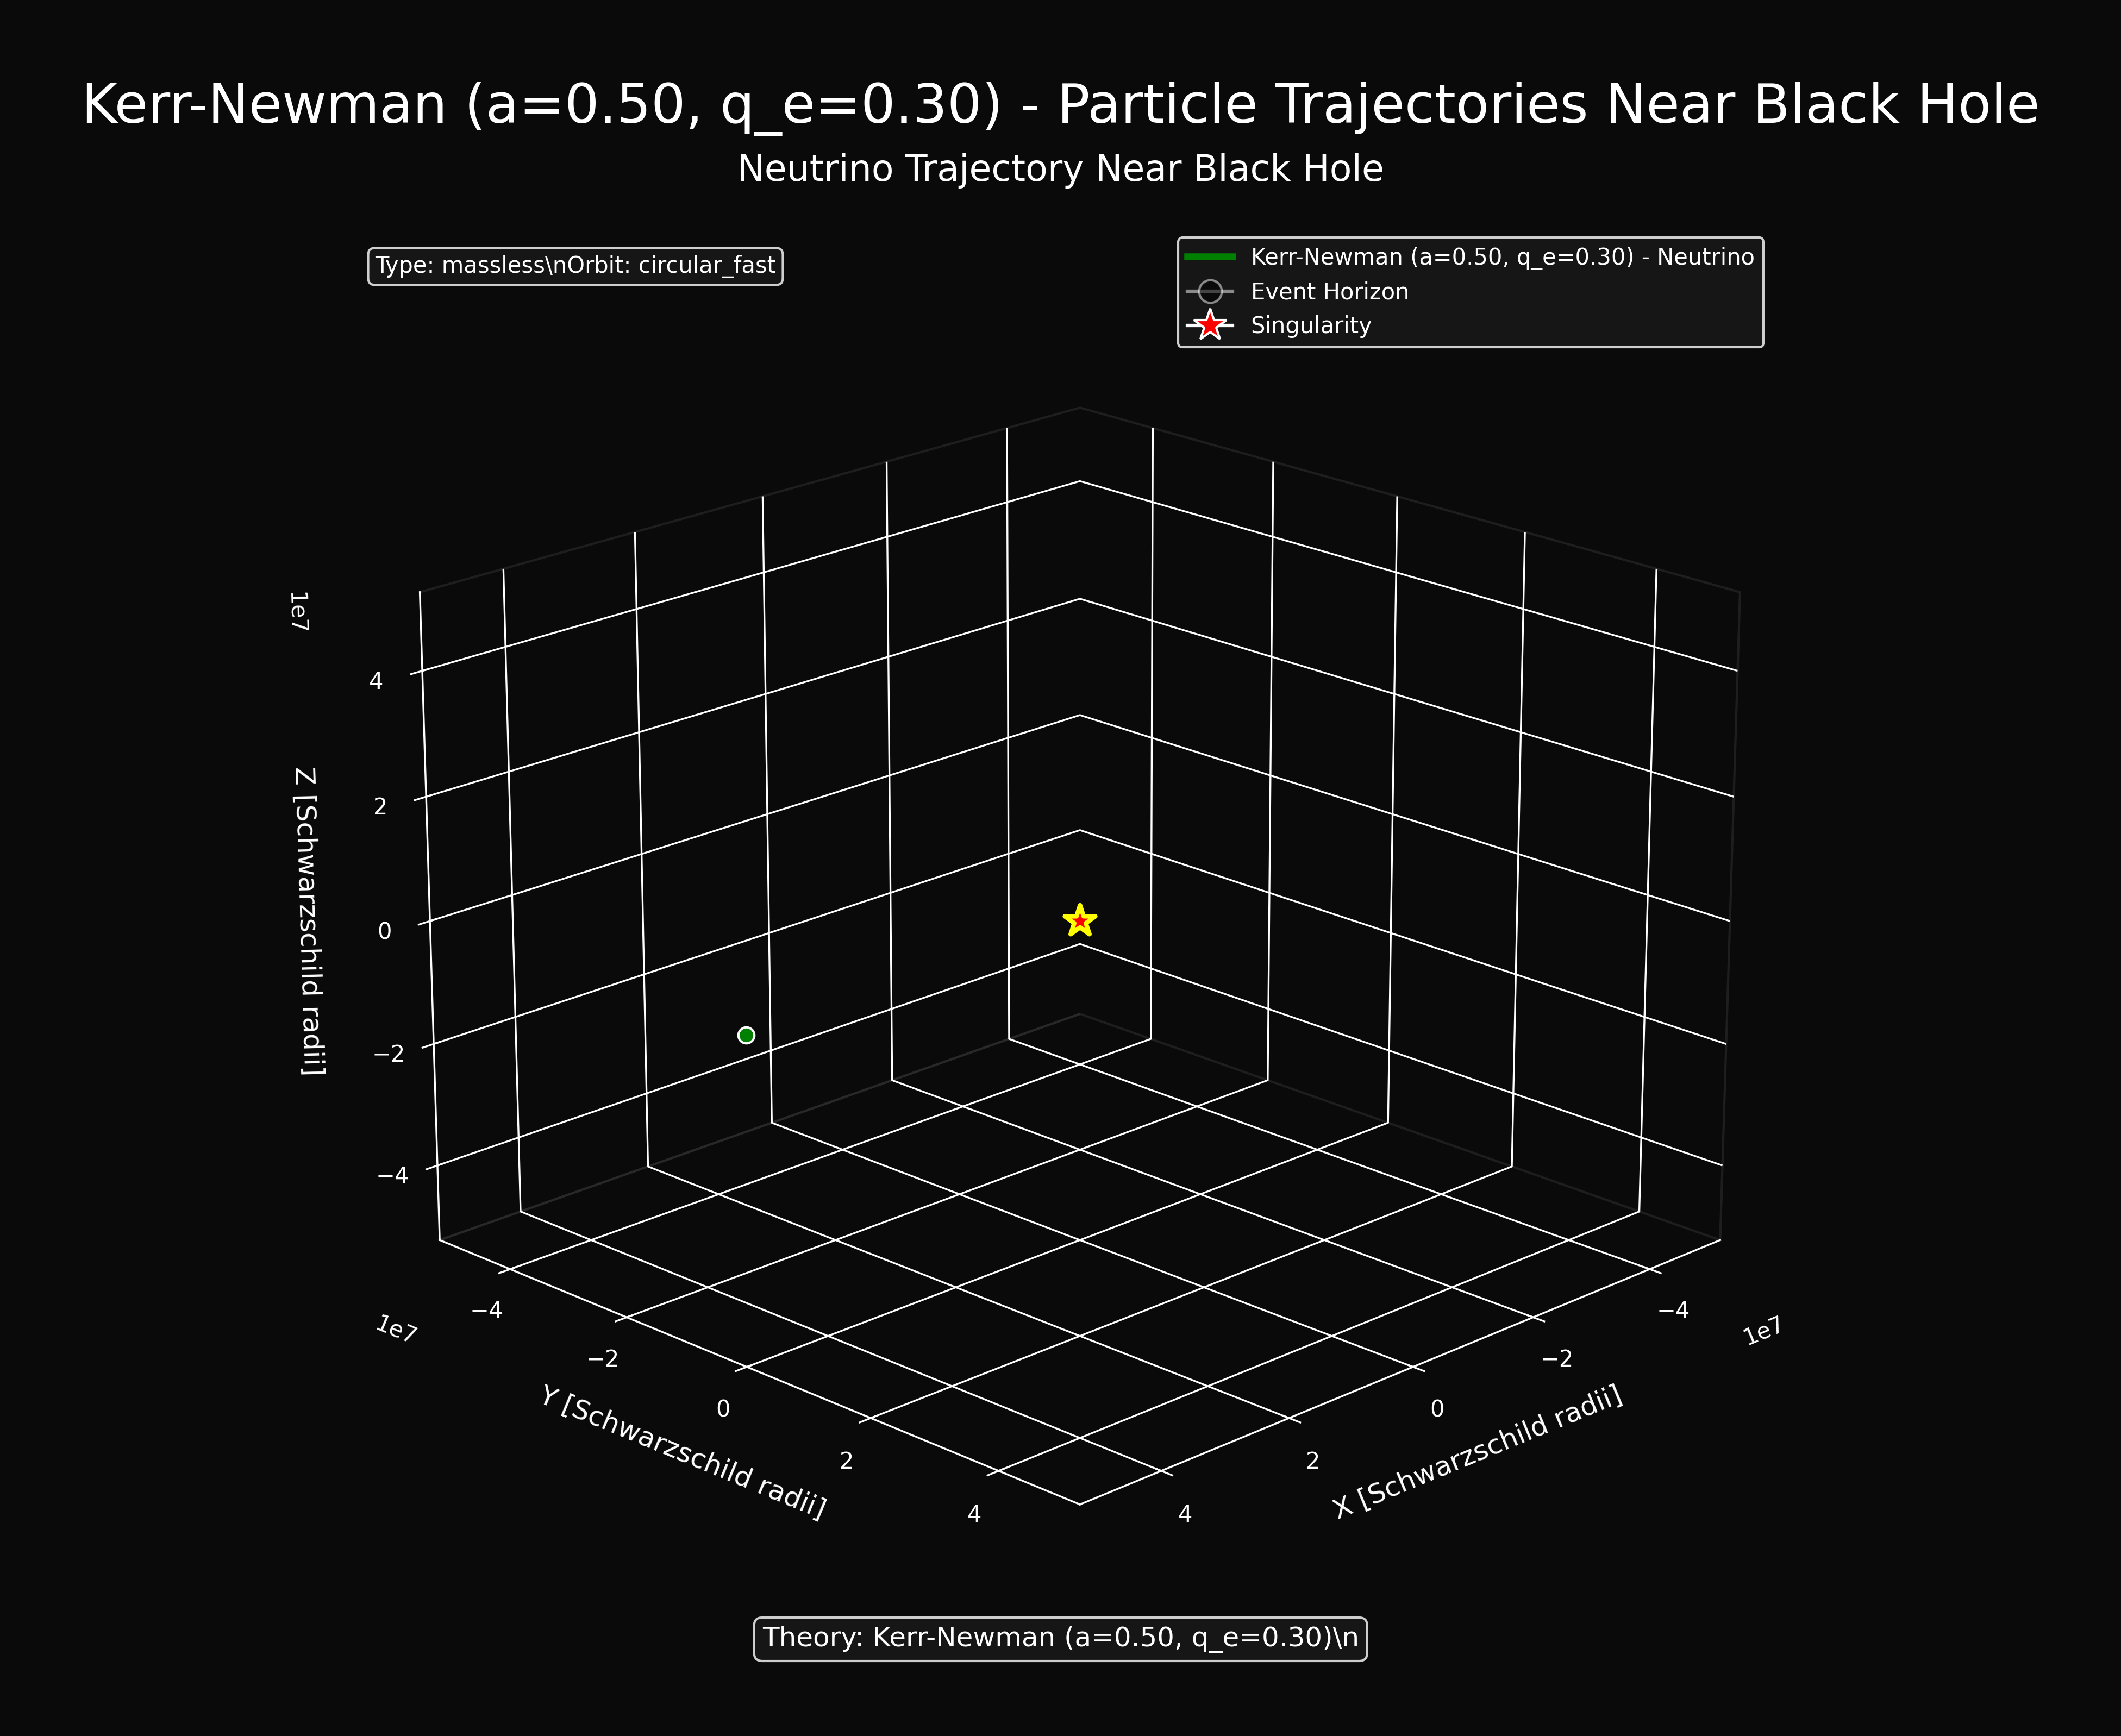 Kerr-Newman (a=0.50, q_e=0.30) - Particle Trajectories Near Black Hole
Neutrino Trajectory Near Black Hole
Type: massless\nOrbit: circular_fast
Kerr-Newman (a=0.50, q_e=0.30) - Neutrino
Event Horizon
Singularity
1e7
4
2
0
−2
−4
Z [Schwarzschild radii]
1e7
−4
−2
0
2
4
Y [Schwarzschild radii]
4
2
0
−2
−4
1e7
X [Schwarzschild radii]
Theory: Kerr-Newman (a=0.50, q_e=0.30)\n